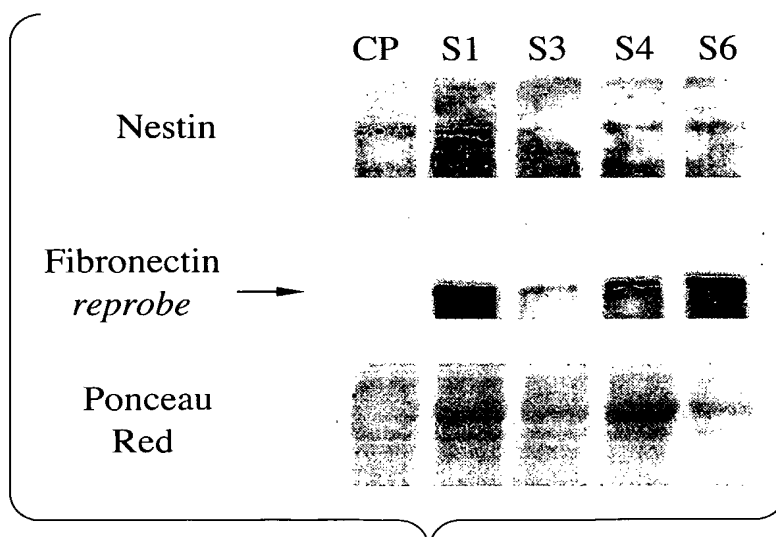 CP S1 S3 S4 S6
Nestin
Fibronectin
reprobe
Ponceau
Red